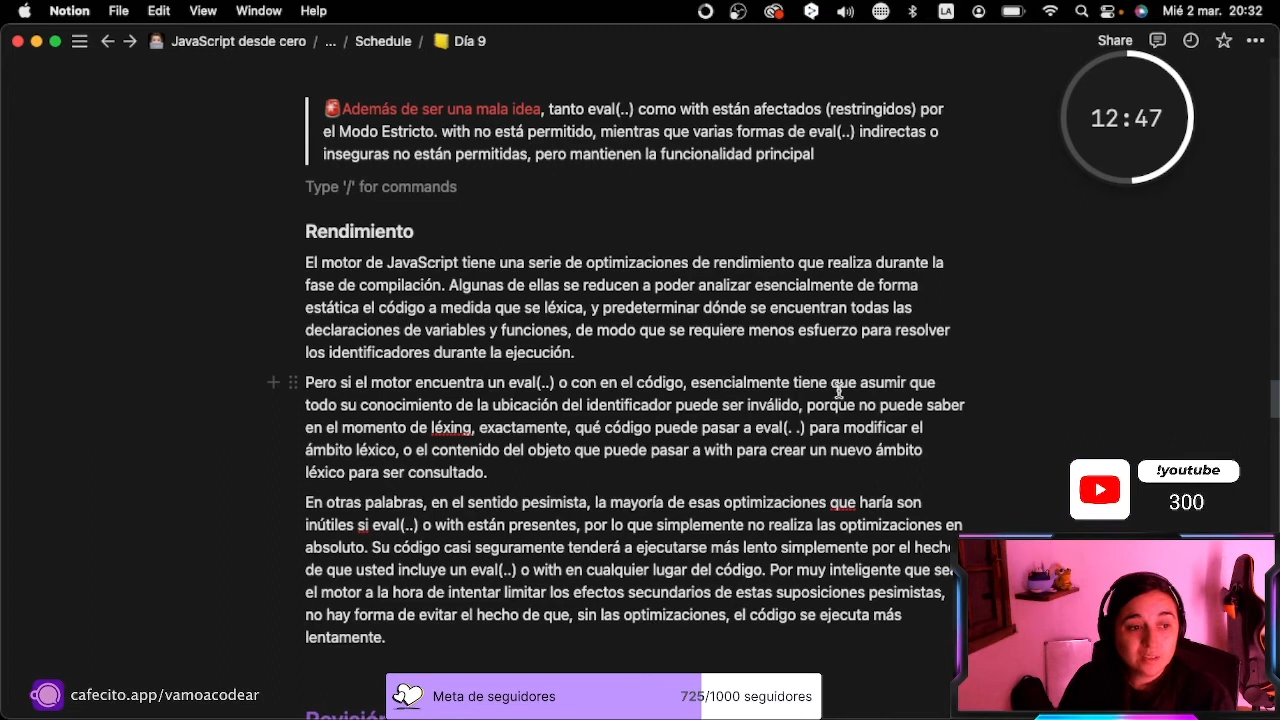 Notion File Edit View Window Help LA Mié 2 mar. 20:32
JavaScript desde cero / ... / Schedule / Día 9 Share
12:47
🚨Además de ser una mala idea, tanto eval(..) como with están afectados (restringidos) por
el Modo Estricto. with no está permitido, mientras que varias formas de eval(..) indirectas o
inseguras no están permitidas, pero mantienen la funcionalidad principal
Type '/' for commands
Rendimiento
El motor de JavaScript tiene una serie de optimizaciones de rendimiento que realiza durante la
fase de compilación. Algunas de ellas se reducen a poder analizar esencialmente de forma
estática el código a medida que se léxica, y predeterminar dónde se encuentran todas las
declaraciones de variables y funciones, de modo que se requiere menos esfuerzo para resolver
los identificadores durante la ejecución.
Pero si el motor encuentra un eval(..) o con en el código, esencialmente tiene que asumir que
todo su conocimiento de la ubicación del identificador puede ser inválido, porque no puede saber
en el momento de léxing, exactamente, qué código puede pasar a eval(. .) para modificar el
ámbito léxico, o el contenido del objeto que puede pasar a with para crear un nuevo ámbito
léxico para ser consultado.
En otras palabras, en el sentido pesimista, la mayoría de esas optimizaciones que haría son
inútiles si eval(..) o with están presentes, por lo que simplemente no realiza las optimizaciones en
absoluto. Su código casi seguramente tenderá a ejecutarse más lento simplemente por el hecho
de que usted incluye un eval(..) o with en cualquier lugar del código. Por muy inteligente que sea
el motor a la hora de intentar limitar los efectos secundarios de estas suposiciones pesimistas,
no hay forma de evitar el hecho de que, sin las optimizaciones, el código se ejecuta más
lentamente.
Revisión
!youtube
300
cafecito.app/vamoacodear
Meta de seguidores 725/1000 seguidores